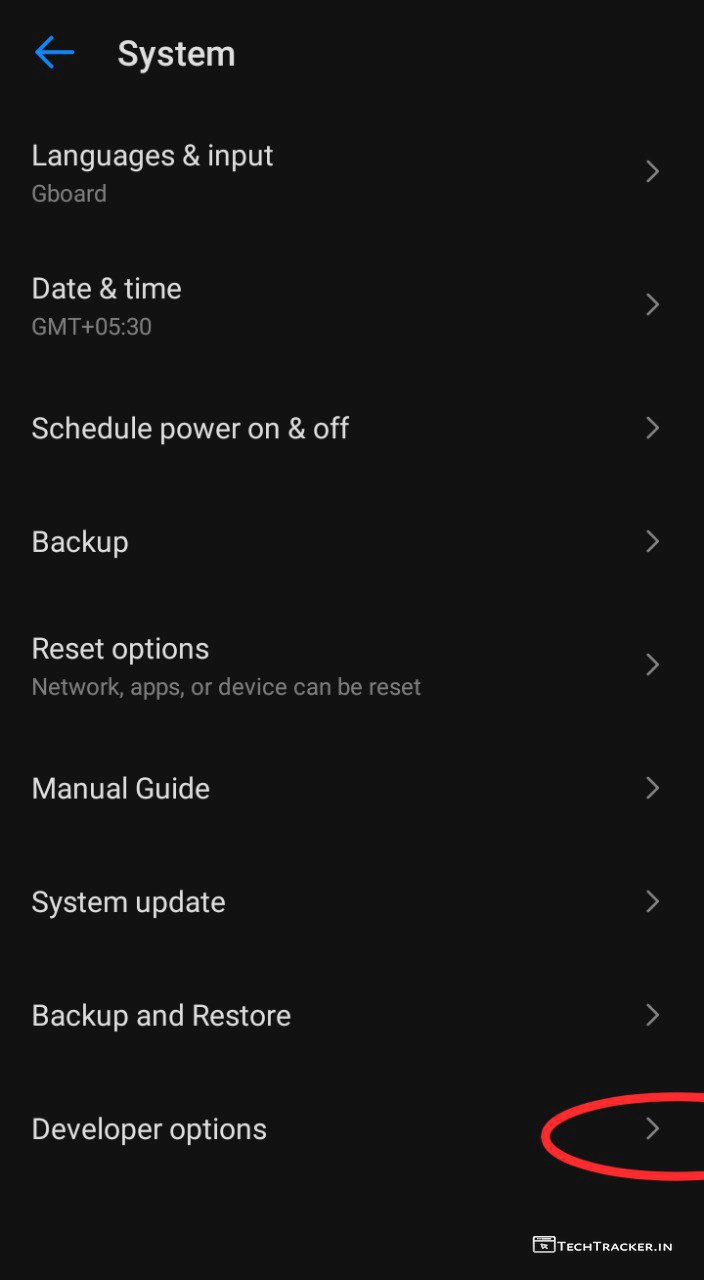 System
Languages & input
Gboard
Date & time
GMT+05:30
Schedule power on & off
Backup
Reset options
Network, apps, or device can be reset
Manual Guide
System update
Backup and Restore
Developer options
TECHTRACKER.IN